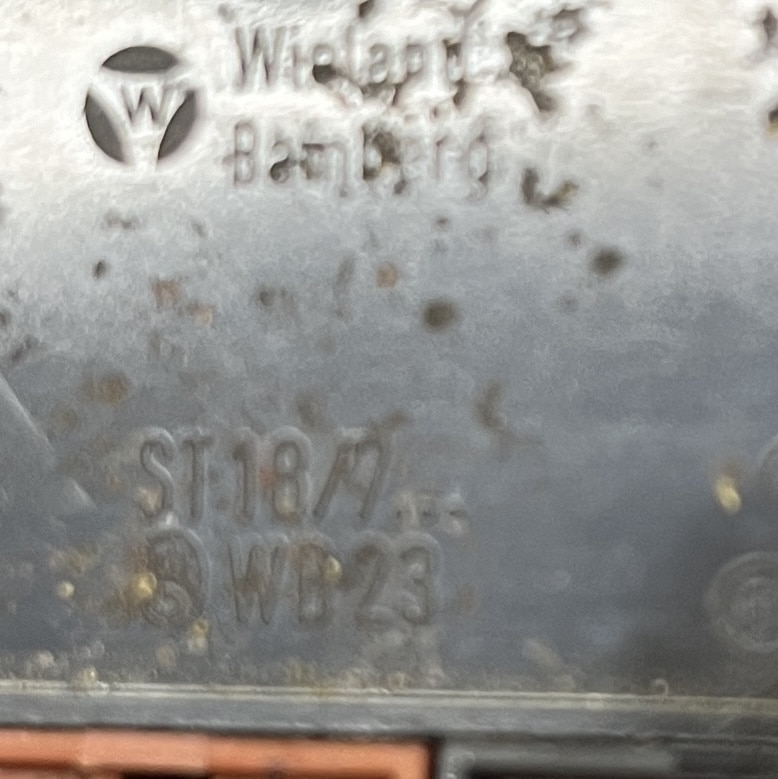 W
Wieland
Bamberg
ST 18/7
WB 23